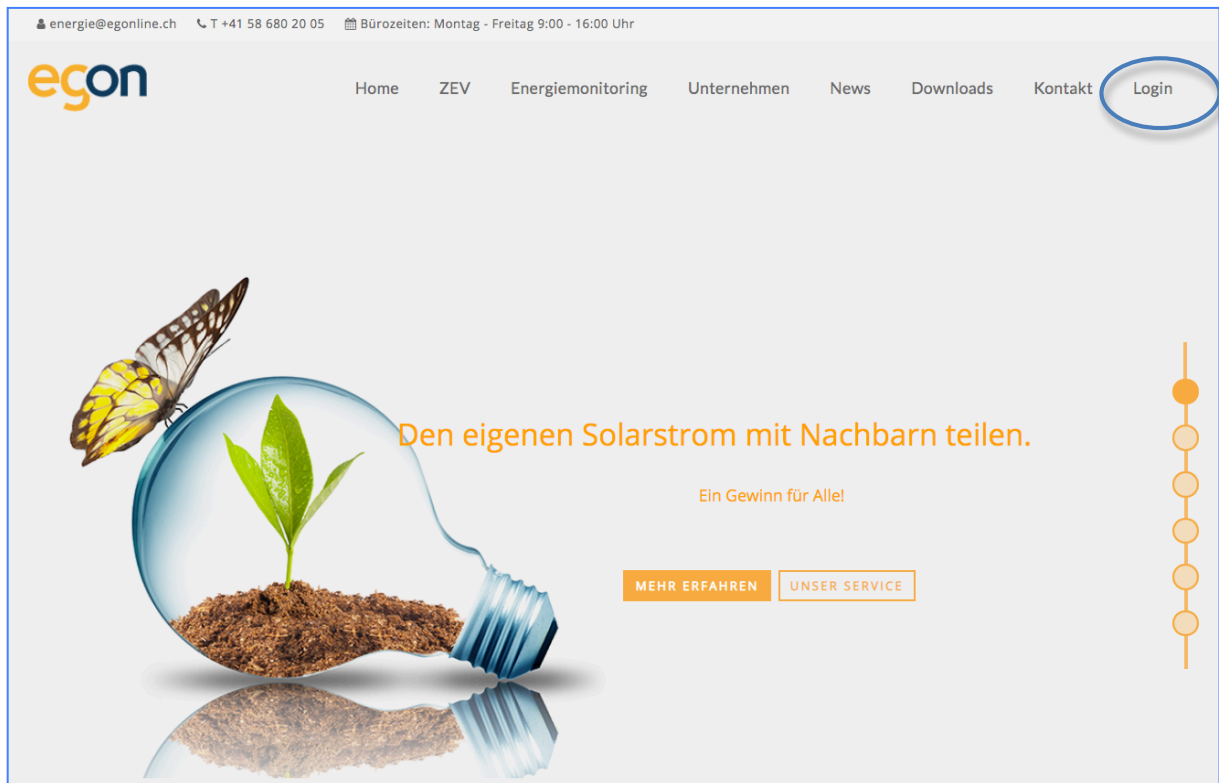 energie@egonline.ch T +41 58 680 20 05 Bürozeiten: Montag - Freitag 9:00 - 16:00 Uhr
egon
Home ZEV Energiemonitoring Unternehmen News Downloads Kontakt Login
Den eigenen Solarstrom mit Nachbarn teilen.
Ein Gewinn für Alle!
MEHR ERFAHREN UNSER SERVICE